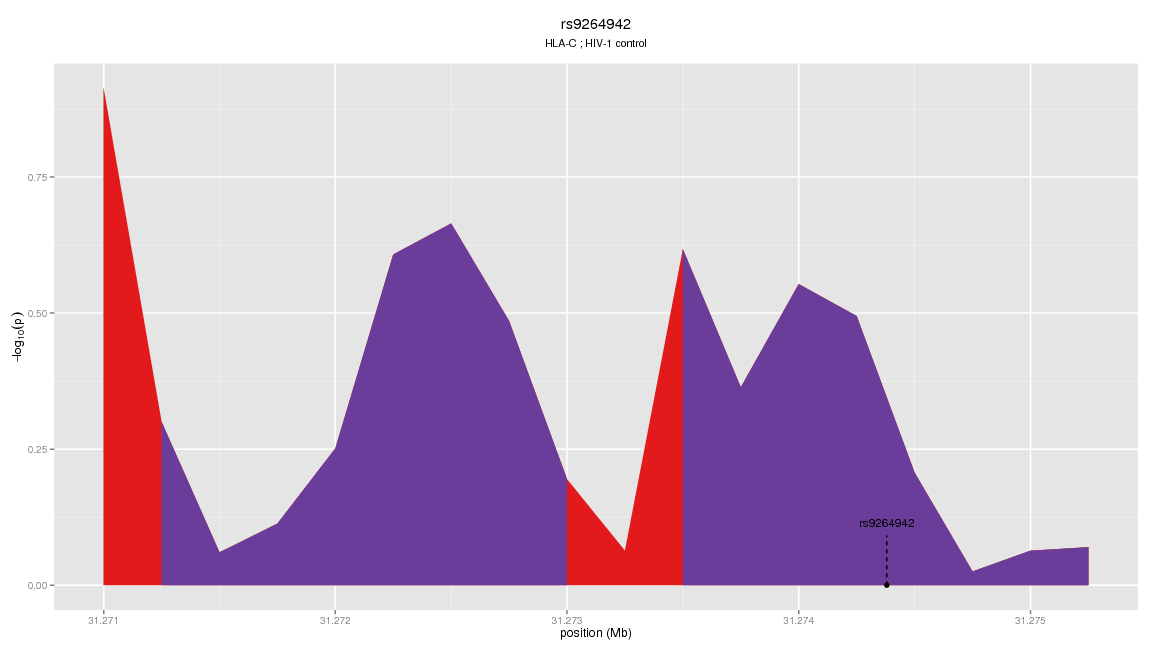 rs9264942
HLA-C ; HIV-1 control
0.75
0.50
0.25
0.00
−log10(p)
rs9264942
31.271 31.272 31.273 31.274 31.275
position (Mb)